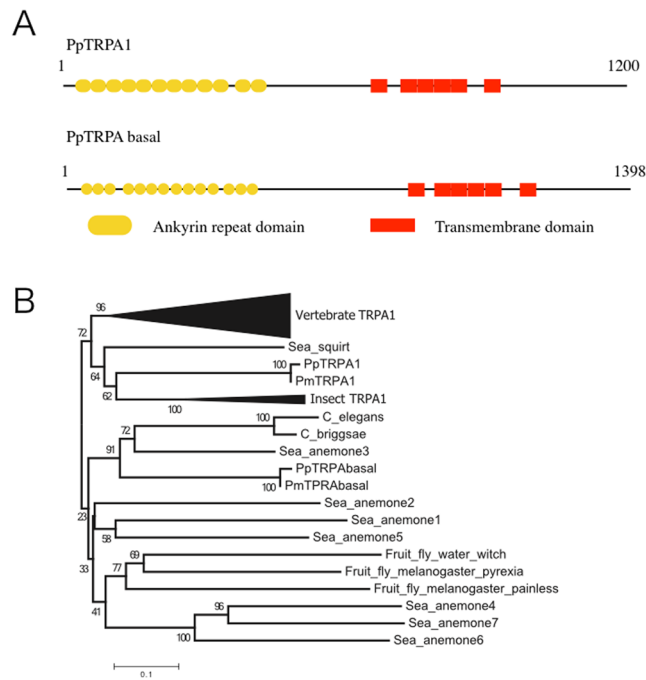 A
PpTRPA1
1 1200
PpTRPA basal
1 1398
Ankyrin repeat domain Transmembrane domain
B
96
Vertebrate TRPA1
72
Sea_squirt
100 PpTRPA1
64
PmTRPA1
62
Insect TRPA1
100
100 C_elegans
72
C_briggsae
91
Sea_anemone3
PpTRPAbasal
100 PmTPRAbasal
Sea_anemone2
23
Sea_anemone1
58
Sea_anemone5
69 Fruit_fly_water_witch
33
77
Fruit_fly_melanogaster_pyrexia
Fruit_fly_melanogaster_painless
41
96 Sea_anemone4
Sea_anemone7
100
Sea_anemone6
0.1